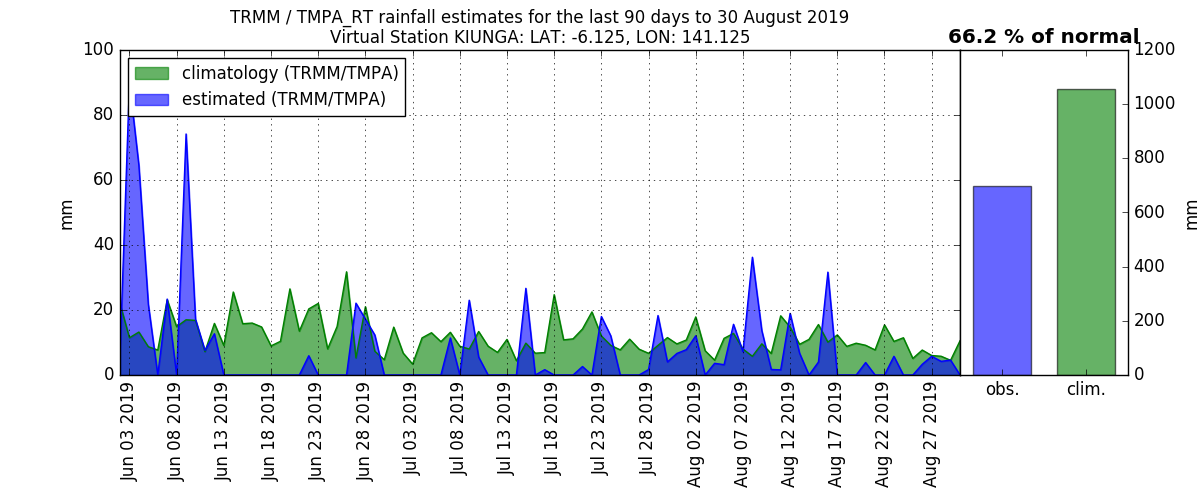 TRMM / TMPA_RT rainfall estimates for the last 90 days to 30 August 2019
Virtual Station KIUNGA: LAT: -6.125, LON: 141.125
66.2 % of normal
climatology (TRMM/TMPA)
estimated (TRMM/TMPA)
100
80
60
40
20
0
mm
Jun 03 2019
Jun 08 2019
Jun 13 2019
Jun 18 2019
Jun 23 2019
Jun 28 2019
Jul 03 2019
Jul 08 2019
Jul 13 2019
Jul 18 2019
Jul 23 2019
Jul 28 2019
Aug 02 2019
Aug 07 2019
Aug 12 2019
Aug 17 2019
Aug 22 2019
Aug 27 2019
obs.
clim.
1200
1000
800
600
400
200
0
mm